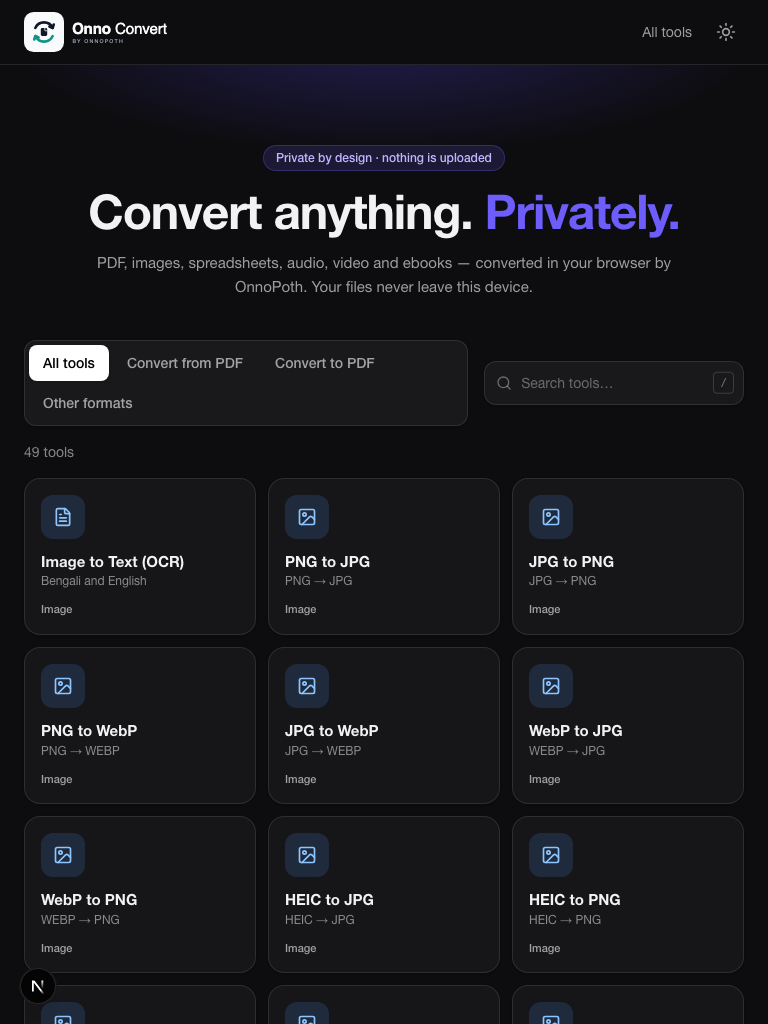 Onno Convert
BY ONNOPOTH
All tools
Private by design · nothing is uploaded
Convert anything. Privately.
PDF, images, spreadsheets, audio, video and ebooks — converted in your browser by
OnnoPoth. Your files never leave this device.
All tools
Convert from PDF
Convert to PDF
Other formats
Search tools…
/
49 tools
Image to Text (OCR)
Bengali and English
Image
PNG to JPG
PNG → JPG
Image
JPG to PNG
JPG → PNG
Image
PNG to WebP
PNG → WEBP
Image
JPG to WebP
JPG → WEBP
Image
WebP to JPG
WEBP → JPG
Image
WebP to PNG
WEBP → PNG
Image
HEIC to JPG
HEIC → JPG
Image
HEIC to PNG
HEIC → PNG
Image
N